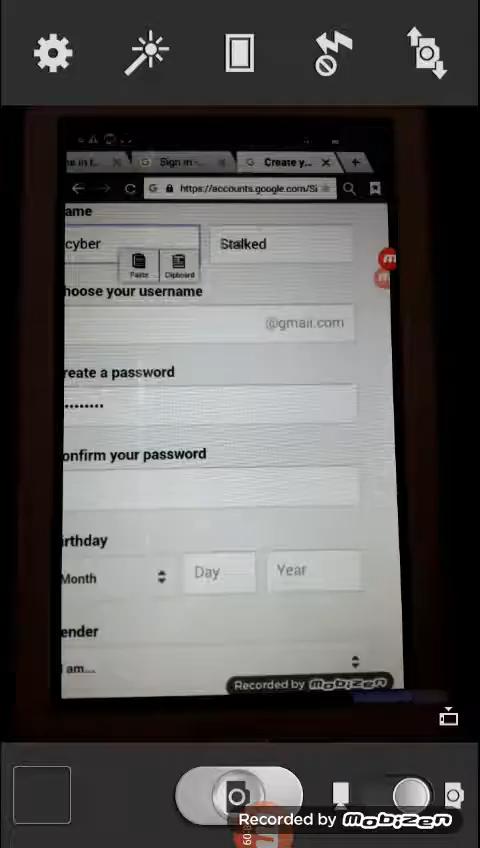 Sign in -...
Create y...
https://accounts.google.com/Si
ame
cyber
Stalked
Paste
Clipboard
hoose your username
@gmail.com
reate a password
onfirm your password
rthday
Month
Day
Year
ender
I am...
Recorded by mobizen
Recorded by mobizen